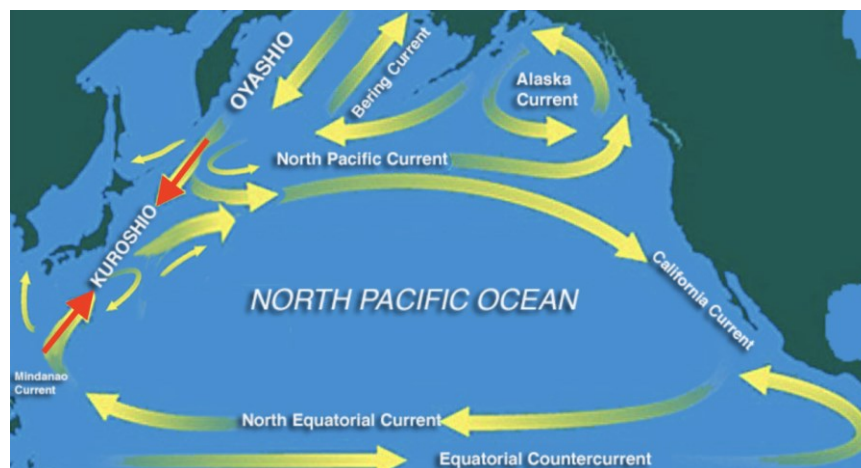 OYASHIO
Bering Current
Alaska
Current
North Pacific Current
KUROSHIO
California Current
NORTH PACIFIC OCEAN
Mindanao
Current
North Equatorial Current
Equatorial Countercurrent